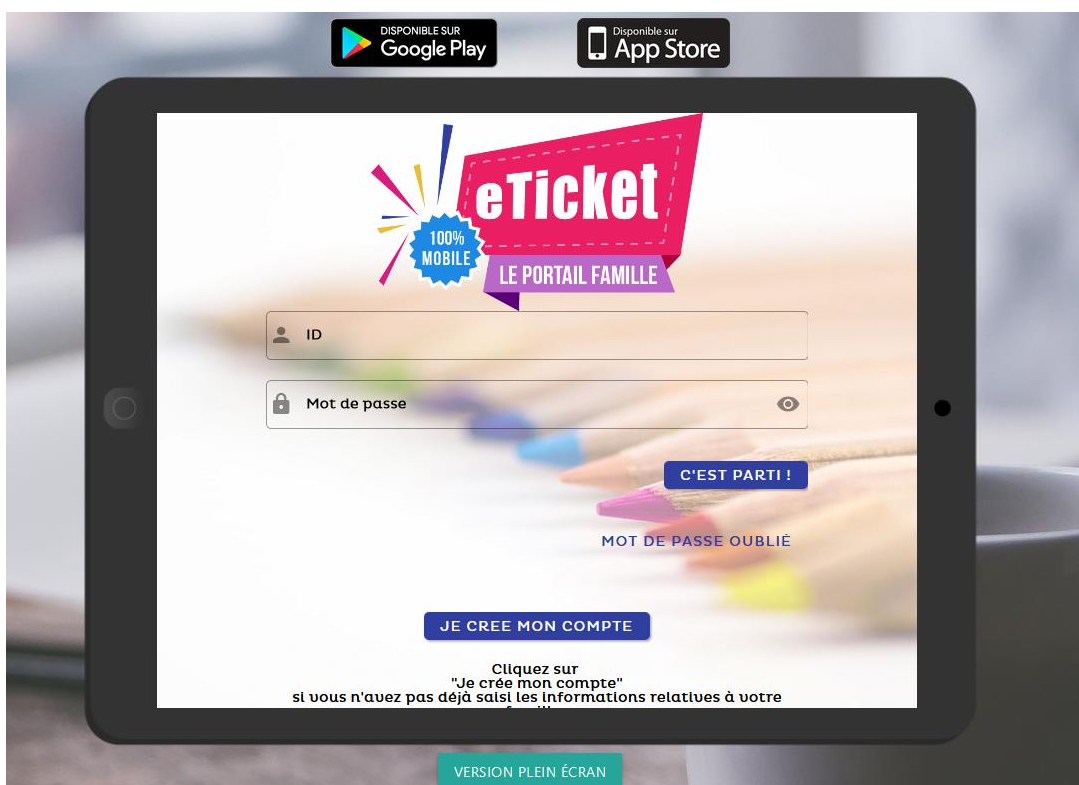 DISPONIBLE SUR
Google Play
Disponible sur
App Store
eTicket
100%
MOBILE
LE PORTAIL FAMILLE
ID
Mot de passe
C'EST PARTI !
MOT DE PASSE OUBLIÉ
JE CREE MON COMPTE
Cliquez sur
"Je crée mon compte"
si vous n'avez pas déjà saisi les informations relatives à votre
VERSION PLEIN ÉCRAN